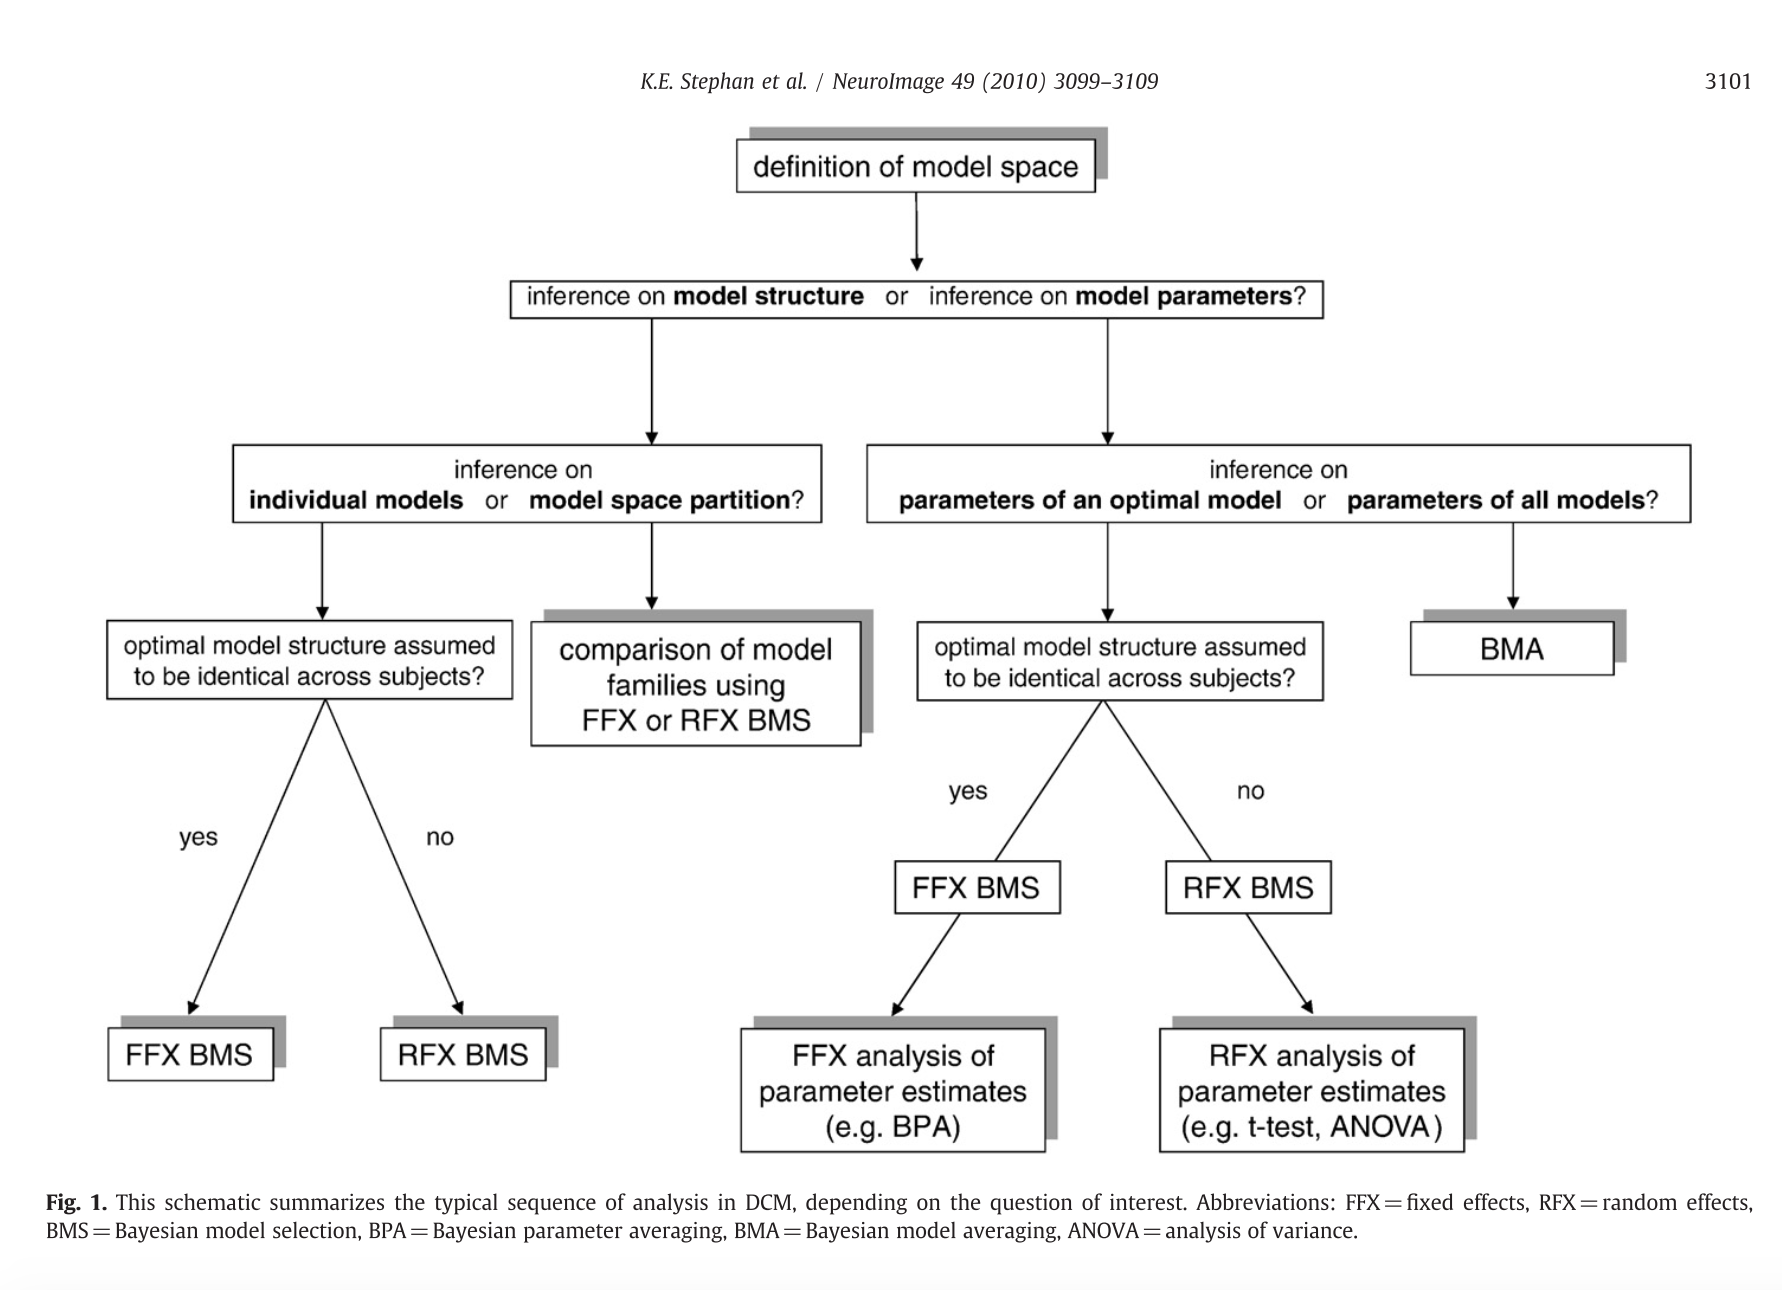 K.E. Stephan et al. / NeuroImage 49 (2010) 3099–3109
3101
definition of model space
inference on model structure or inference on model parameters?
inference on
individual models or model space partition?
inference on
parameters of an optimal model or parameters of all models?
optimal model structure assumed
to be identical across subjects?
comparison of model
families using
FFX or RFX BMS
optimal model structure assumed
to be identical across subjects?
BMA
yes
no
yes
no
FFX BMS
RFX BMS
FFX BMS
RFX BMS
FFX analysis of
parameter estimates
(e.g. BPA)
RFX analysis of
parameter estimates
(e.g. t-test, ANOVA)
Fig. 1. This schematic summarizes the typical sequence of analysis in DCM, depending on the question of interest. Abbreviations: FFX = fixed effects, RFX = random effects,
BMS = Bayesian model selection, BPA = Bayesian parameter averaging, BMA = Bayesian model averaging, ANOVA = analysis of variance.